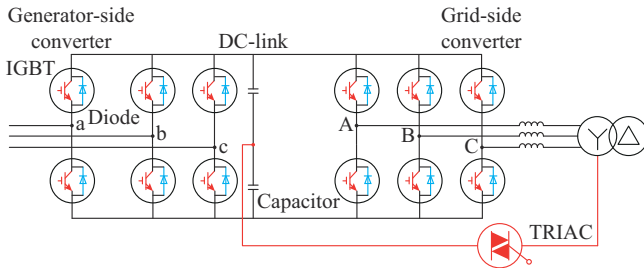 Generator-side
converter
DC-link
Grid-side
converter
IGBT
Diode
a
b
c
A
B
C
Capacitor
TRIAC